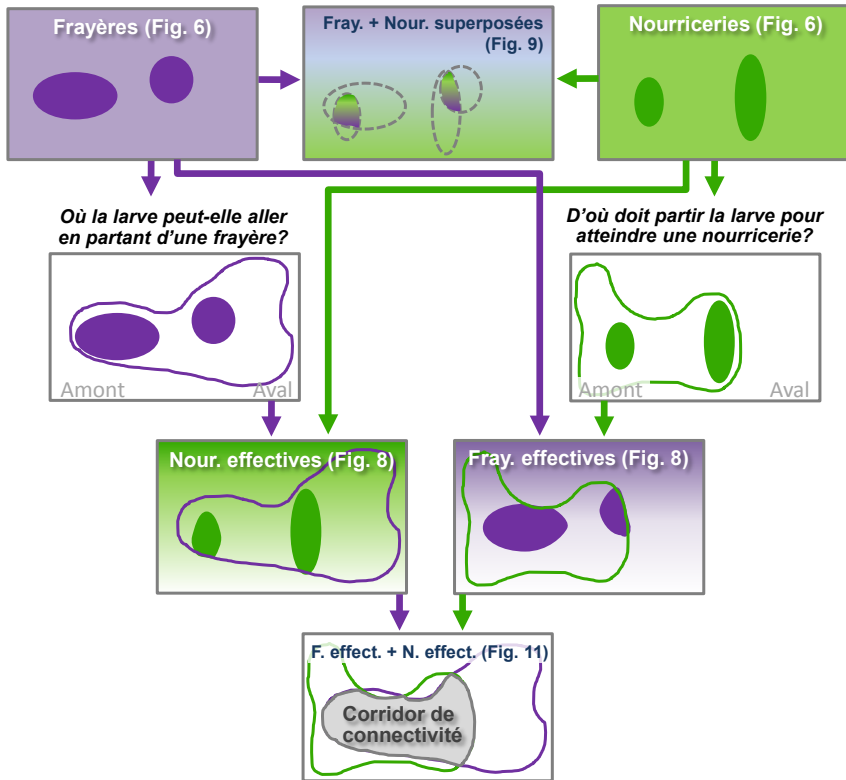 Frayères (Fig. 6)
Fray. + Nour. superposées
(Fig. 9)
Nourriceries (Fig. 6)
Où la larve peut-elle aller
en partant d'une frayère?
D'où doit partir la larve pour
atteindre une nourricerie?
Amont
Aval
Amont
Aval
Nour. effectives (Fig. 8)
Fray. effectives (Fig. 8)
F. effect. + N. effect. (Fig. 11)
Corridor de
connectivité